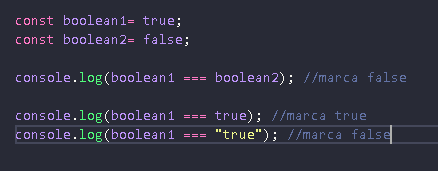 const boolean1= true;
const boolean2= false;
console.log(boolean1 === boolean2); //marca false
console.log(boolean1 === true); //marca true
console.log(boolean1 === "true"); //marca false